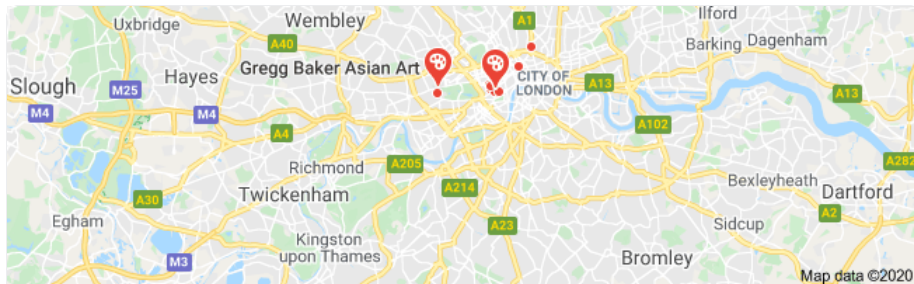 Uxbridge
Wembley
A1
Ilford
A40
Barking
Dagenham
Gregg Baker Asian Art
Slough
M25
Hayes
CITY OF
LONDON
A13
A13
M4
M4
A4
A102
A282
Richmond
A205
Twickenham
A214
Bexleyheath
Dartford
A30
A2
Egham
A23
Sidcup
Kingston
upon Thames
M3
Bromley
Map data ©2020